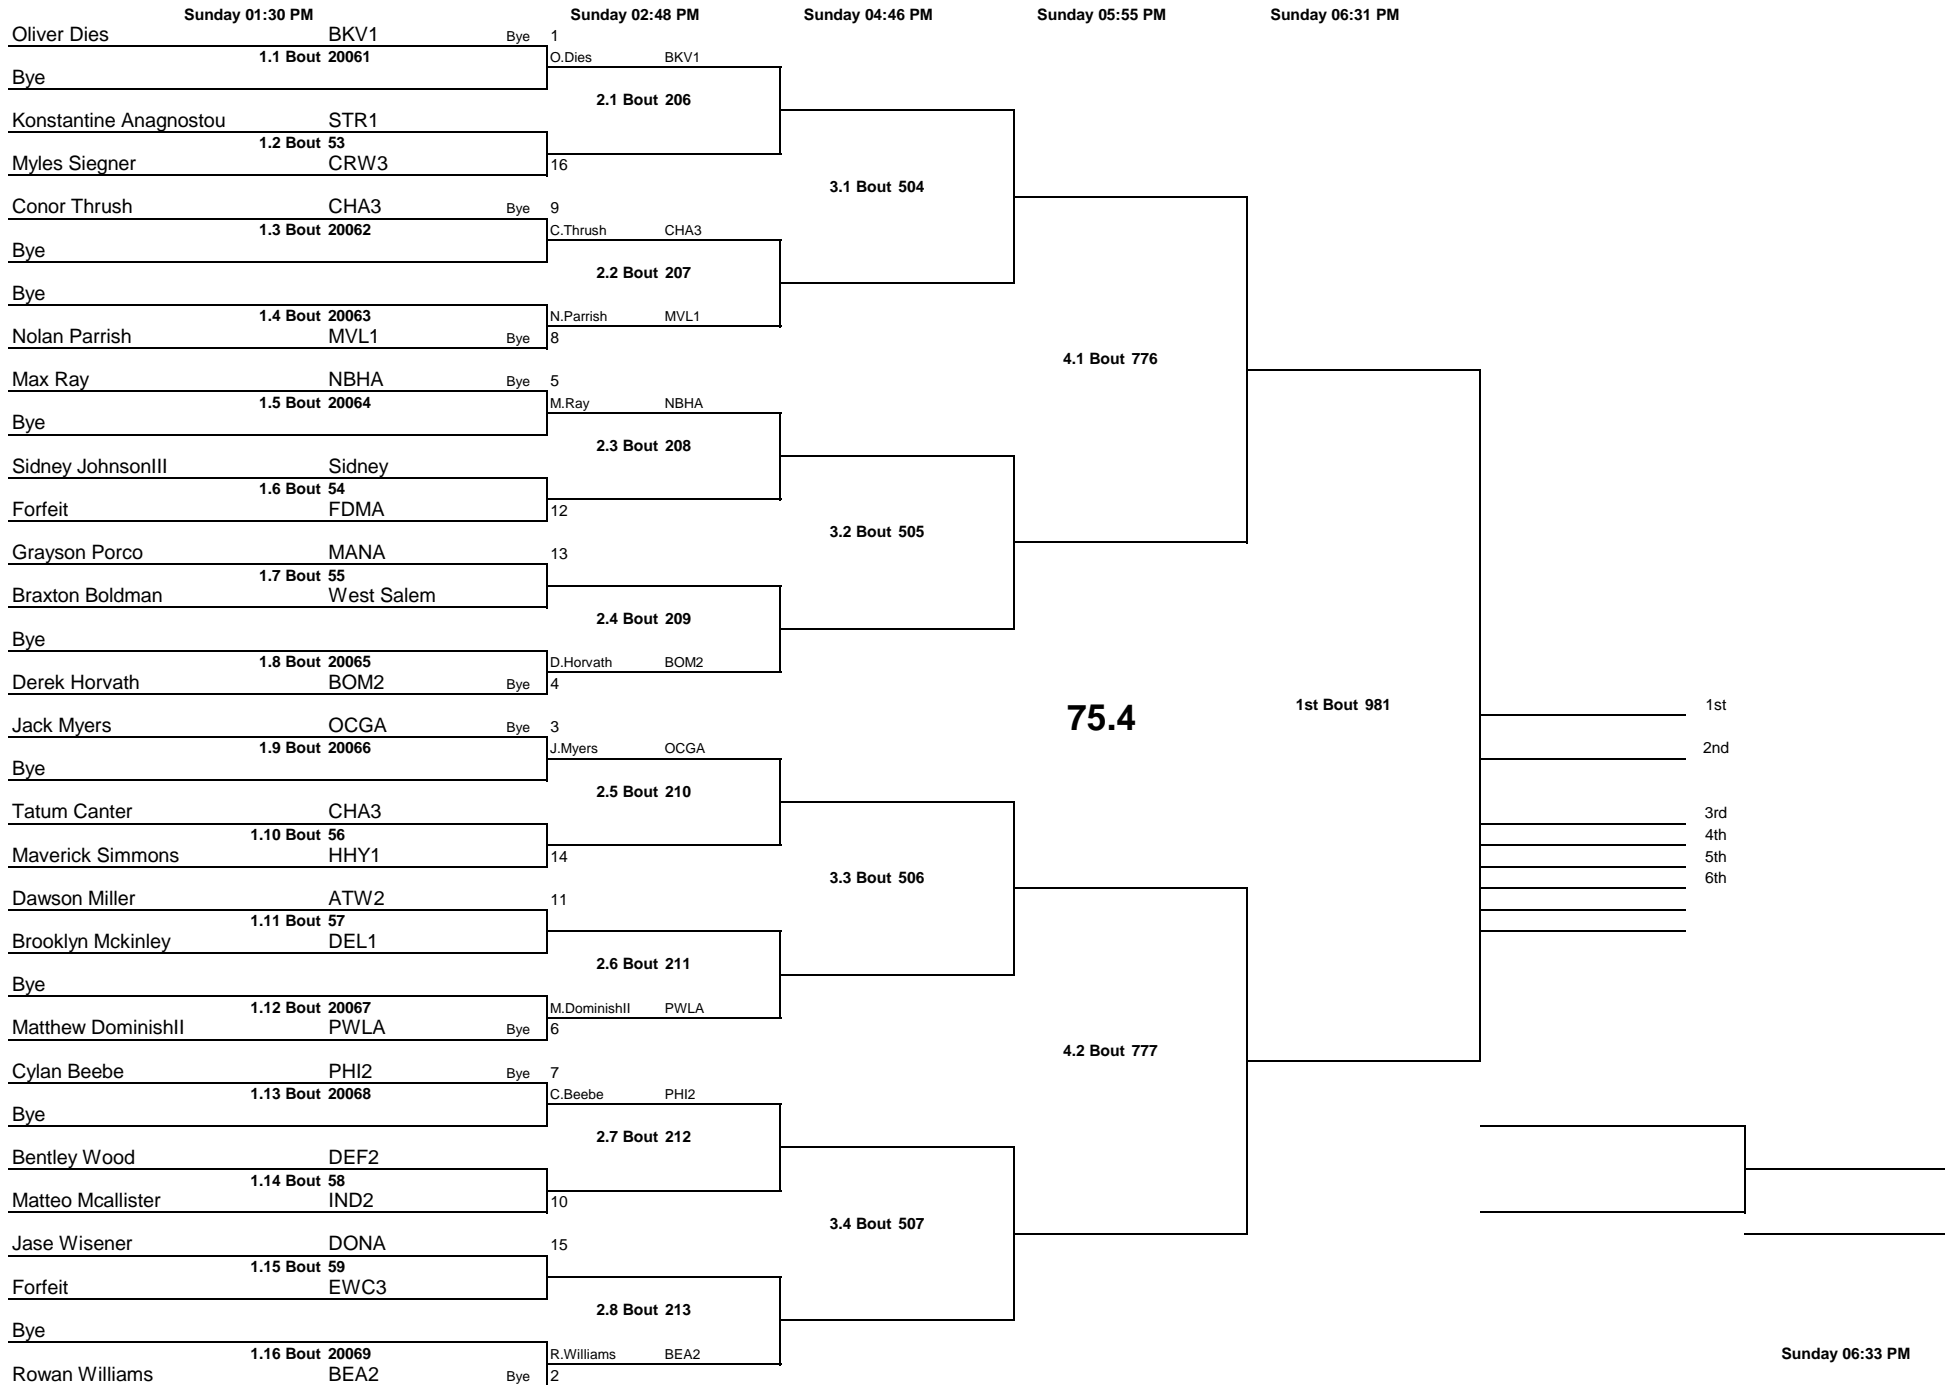 Sunday 01:30 PM Sunday 02:48 PM Sunday 04:46 PM Sunday 05:55 PM Sunday 06:31 PM
Oliver Dies BKV1 Bye 1
1.1 Bout 20061 O.Dies BKV1
Bye
2.1 Bout 206
Konstantine Anagnostou STR1
1.2 Bout 53
Myles Siegner CRW3 16
3.1 Bout 504
Conor Thrush CHA3 Bye 9
1.3 Bout 20062 C.Thrush CHA3
Bye
2.2 Bout 207
Bye
1.4 Bout 20063 N.Parrish MVL1
Nolan Parrish MVL1 Bye 8
4.1 Bout 776
Max Ray NBHA Bye 5
1.5 Bout 20064 M.Ray NBHA
Bye
2.3 Bout 208
Sidney JohnsonIII Sidney
1.6 Bout 54
Forfeit FDMA 12
3.2 Bout 505
Grayson Porco MANA 13
1.7 Bout 55
Braxton Boldman West Salem
2.4 Bout 209
Bye
1.8 Bout 20065 D.Horvath BOM2
Derek Horvath BOM2 Bye 4
75.4 1st Bout 981 1st
Jack Myers OCGA Bye 3
1.9 Bout 20066 J.Myers OCGA 2nd
Bye
2.5 Bout 210
Tatum Canter CHA3 3rd
1.10 Bout 56 4th
Maverick Simmons HHY1 14 5th
3.3 Bout 506 6th
Dawson Miller ATW2 11
1.11 Bout 57
Brooklyn Mckinley DEL1
2.6 Bout 211
Bye
1.12 Bout 20067 M.DominishII PWLA
Matthew DominishII PWLA Bye 6
4.2 Bout 777
Cylan Beebe PHI2 Bye 7
1.13 Bout 20068 C.Beebe PHI2
Bye
2.7 Bout 212
Bentley Wood DEF2
1.14 Bout 58
Matteo Mcallister IND2 10
3.4 Bout 507
Jase Wisener DONA 15
1.15 Bout 59
Forfeit EWC3
2.8 Bout 213
Bye
1.16 Bout 20069 R.Williams BEA2 Sunday 06:33 PM
Rowan Williams BEA2 Bye 2